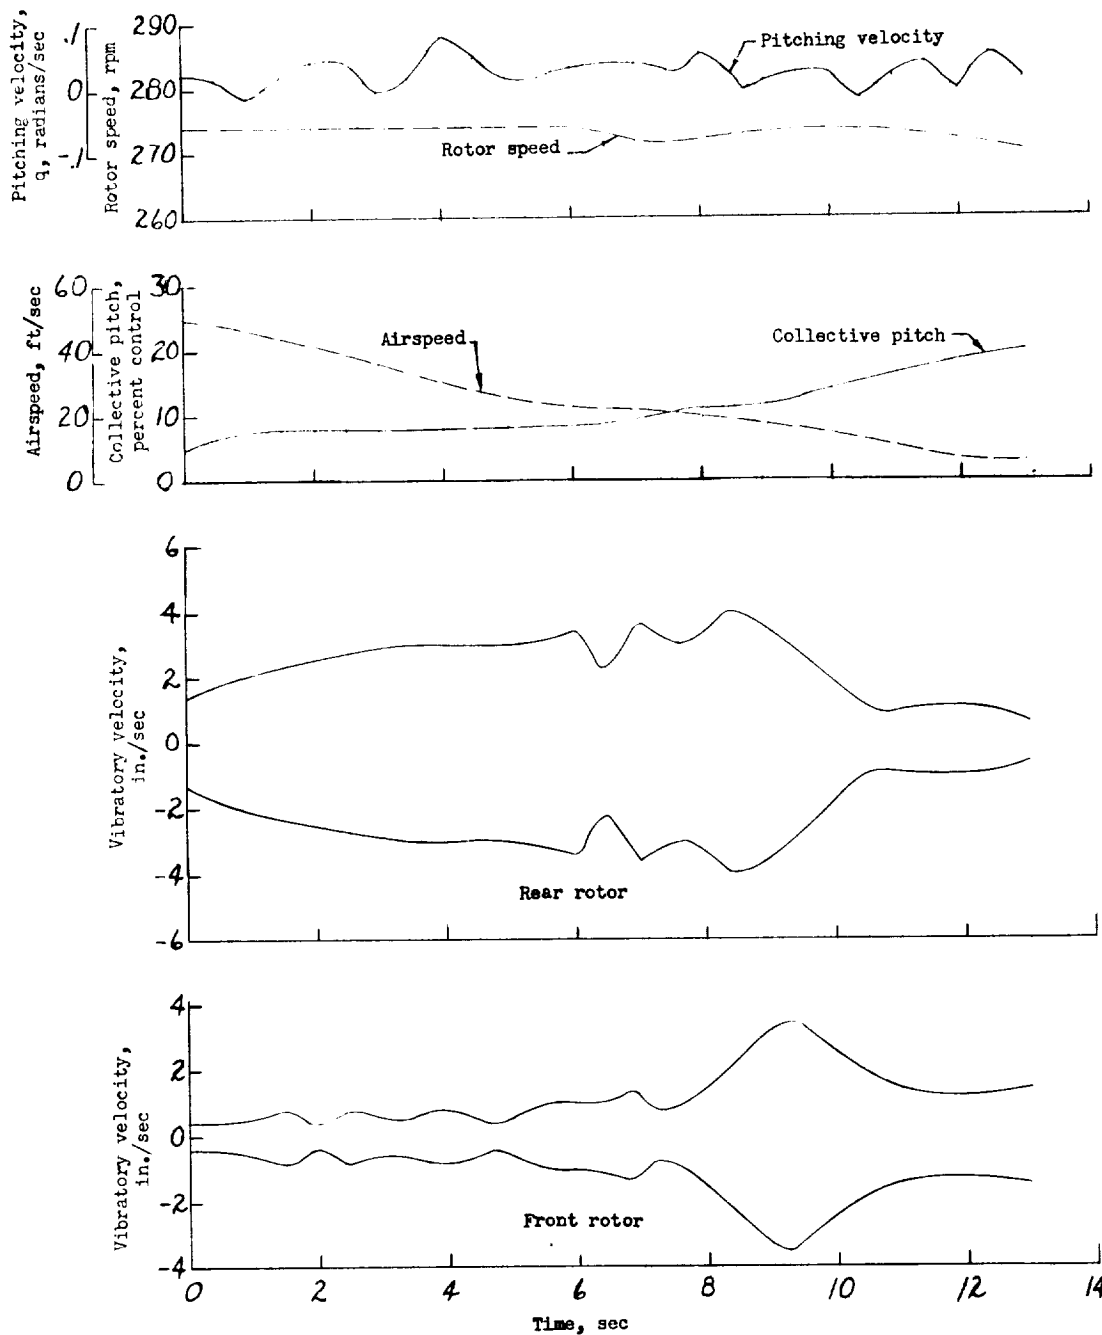 Pitching velocity,
q, radians/sec
.1
0
-.1
Rotor speed, rpm
290
280
270
260
Pitching velocity
Rotor speed
Airspeed, ft/sec
60
40
20
0
Collective pitch,
percent control
30
20
10
0
Airspeed
Collective pitch
Vibratory velocity,
in./sec
6
4
2
0
-2
-4
-6
Rear rotor
Vibratory velocity,
in./sec
4
2
0
-2
-4
Front rotor
0 2 4 6 8 10 12 14
Time, sec